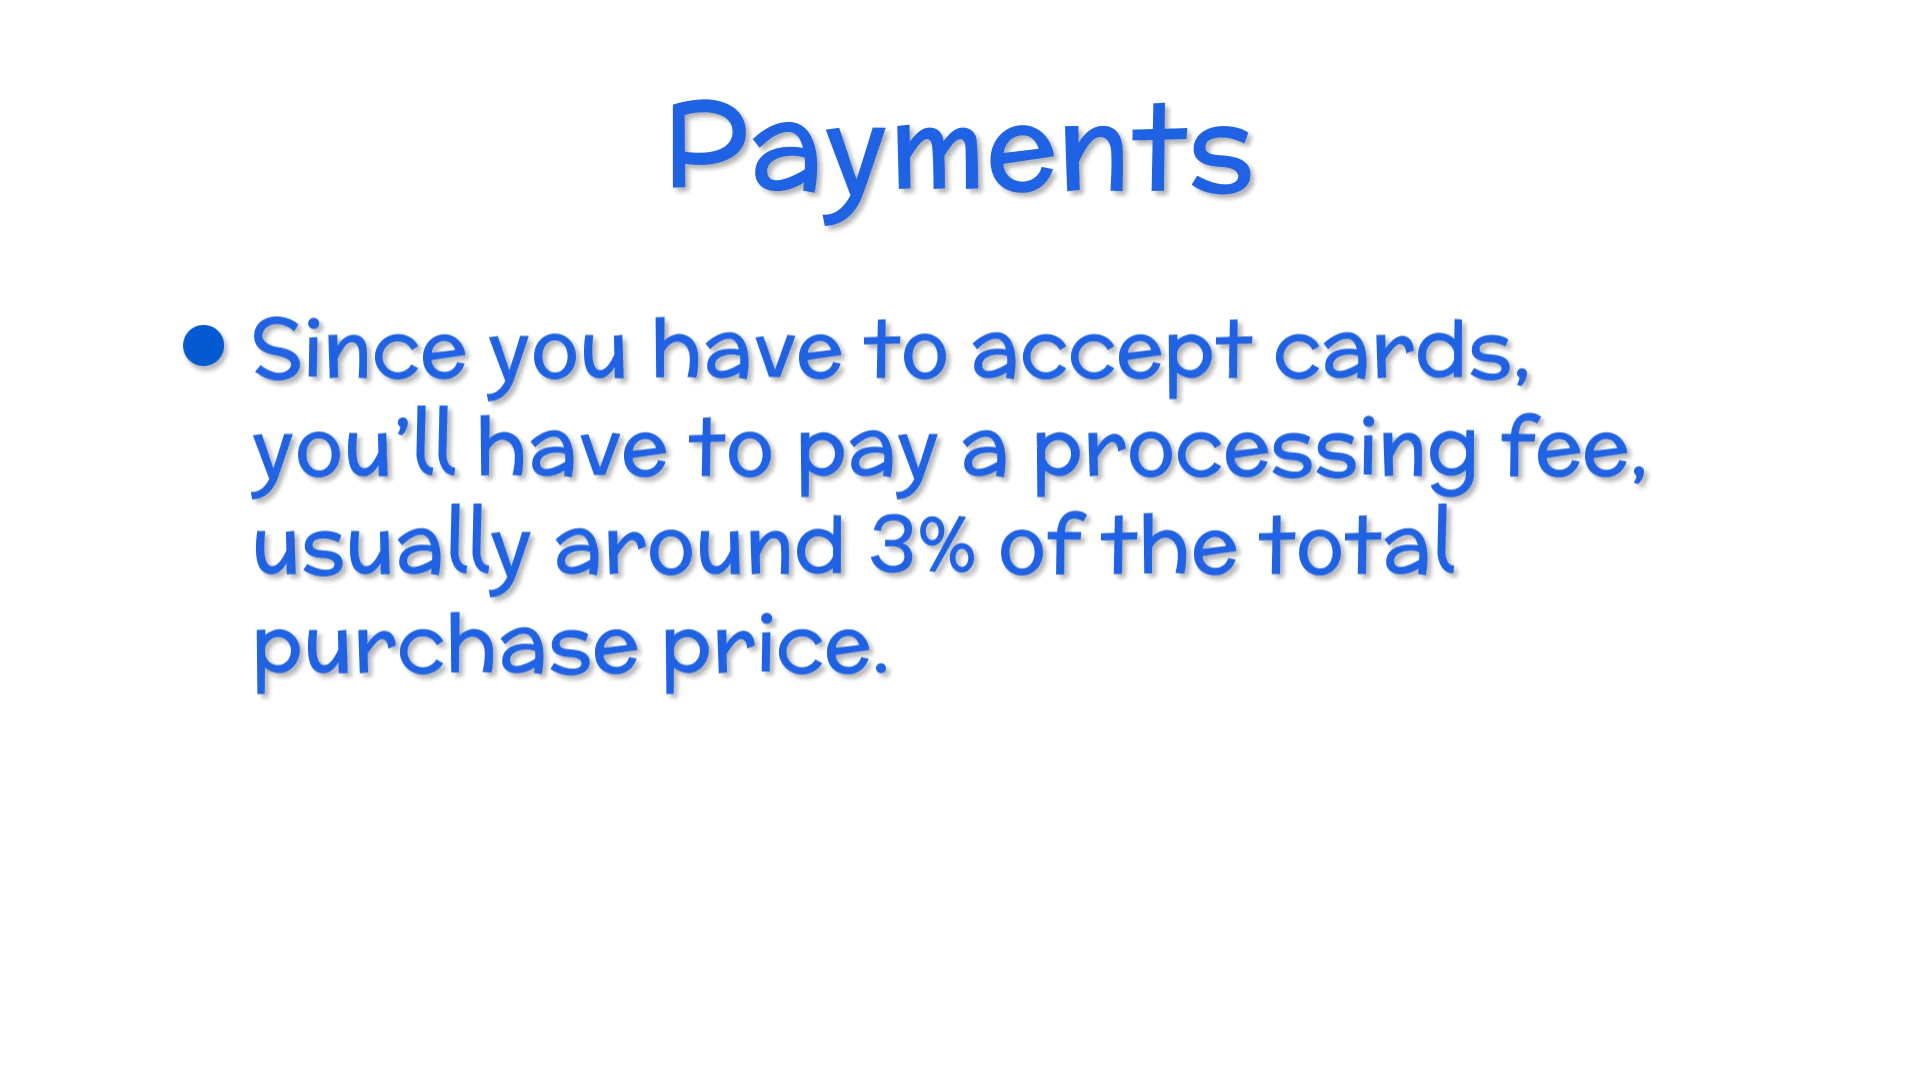 Payments
Since you have to accept cards,
you’ll have to pay a processing fee,
usually around 3% of the total
purchase price.